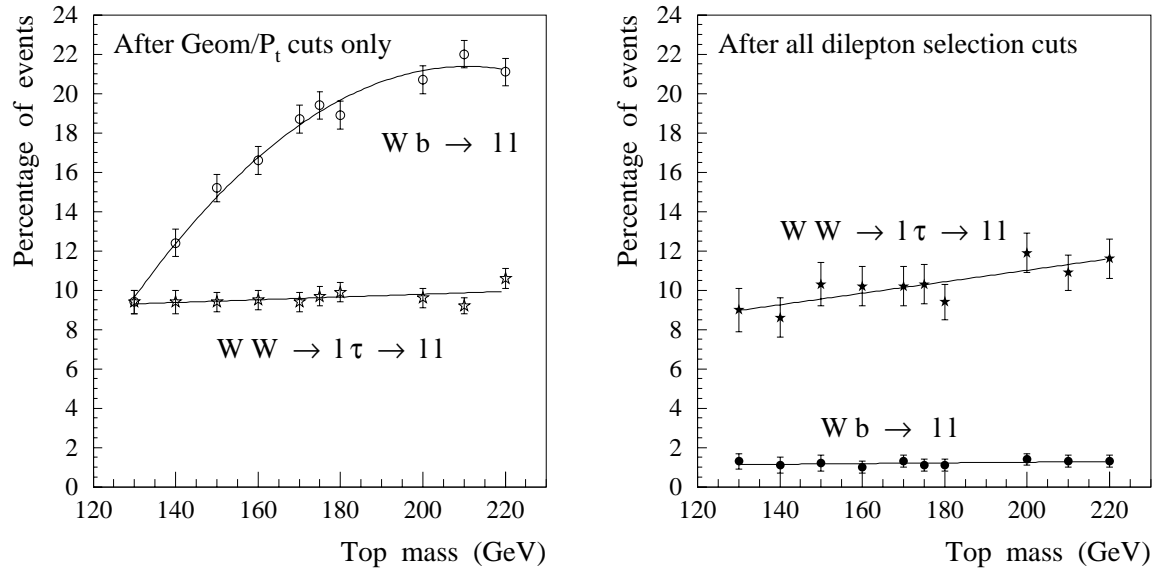 Percentage of events
24
22
20
18
16
14
12
10
8
6
4
2
0
After Geom/Pt cuts only
W b → l l
W W → l τ → l l
120 140 160 180 200 220
Top mass (GeV)
Percentage of events
24
22
20
18
16
14
12
10
8
6
4
2
0
After all dilepton selection cuts
W W → l τ → l l
W b → l l
120 140 160 180 200 220
Top mass (GeV)